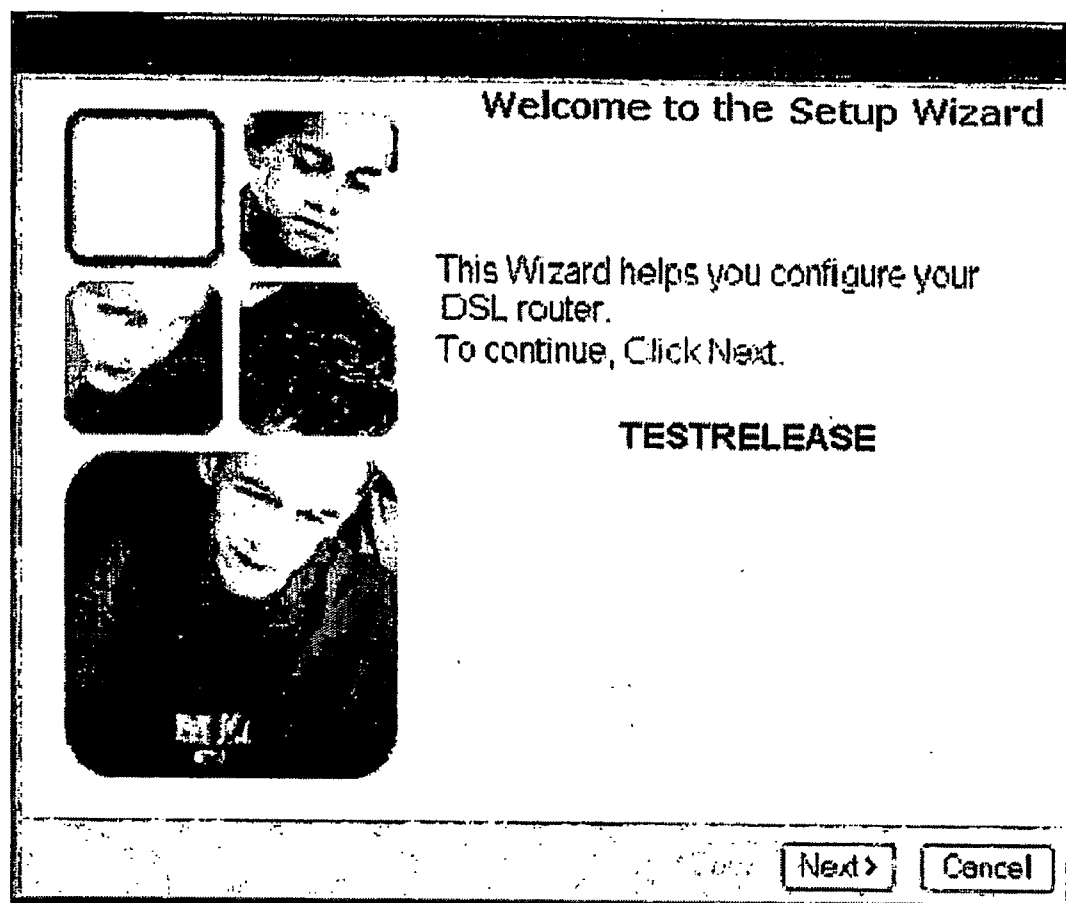 Welcome to the Setup Wizard
This Wizard helps you configure your
DSL router.
To continue, Click Next.
TESTRELEASE
Next>
Cancel